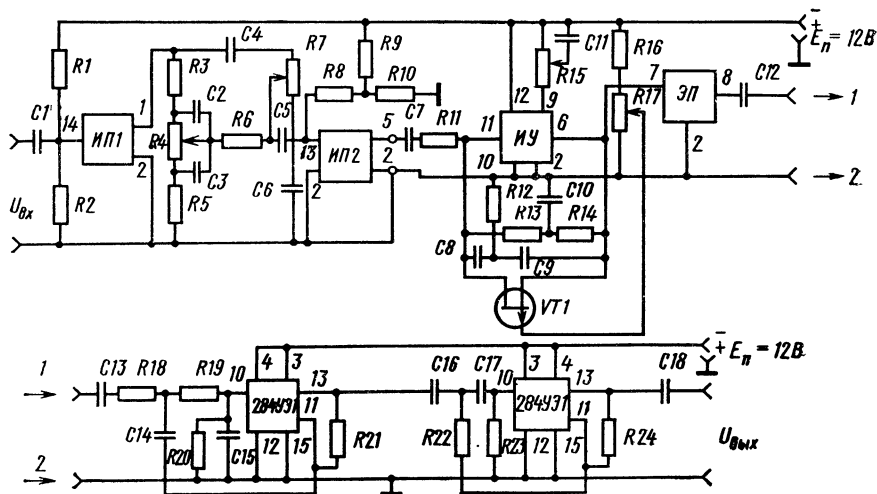 − + Eп = 12В
C1 R1 14 ИП1 1 2 R3 C2 R4 C3 R5 C4 R6 R7 C5 C6 13 2 ИП2 5 2 R8 R9 R10 C7 R11 11 12 ИУ 9 6 10 2 R15 C11 R16 R17 7 ЭП 8 2 C12 1
R2 Uвх R12 C10 R13 R14 C8 C9 VT1 2
− + Eп = 12В
1 C13 R18 R19 10 4 3 284УЭ1 13 11 12 15 C14 R20 C15 R21 C16 C17 10 3 4 284УЭ1 13 11 12 15 R22 R23 R24 C18 Uвых
2